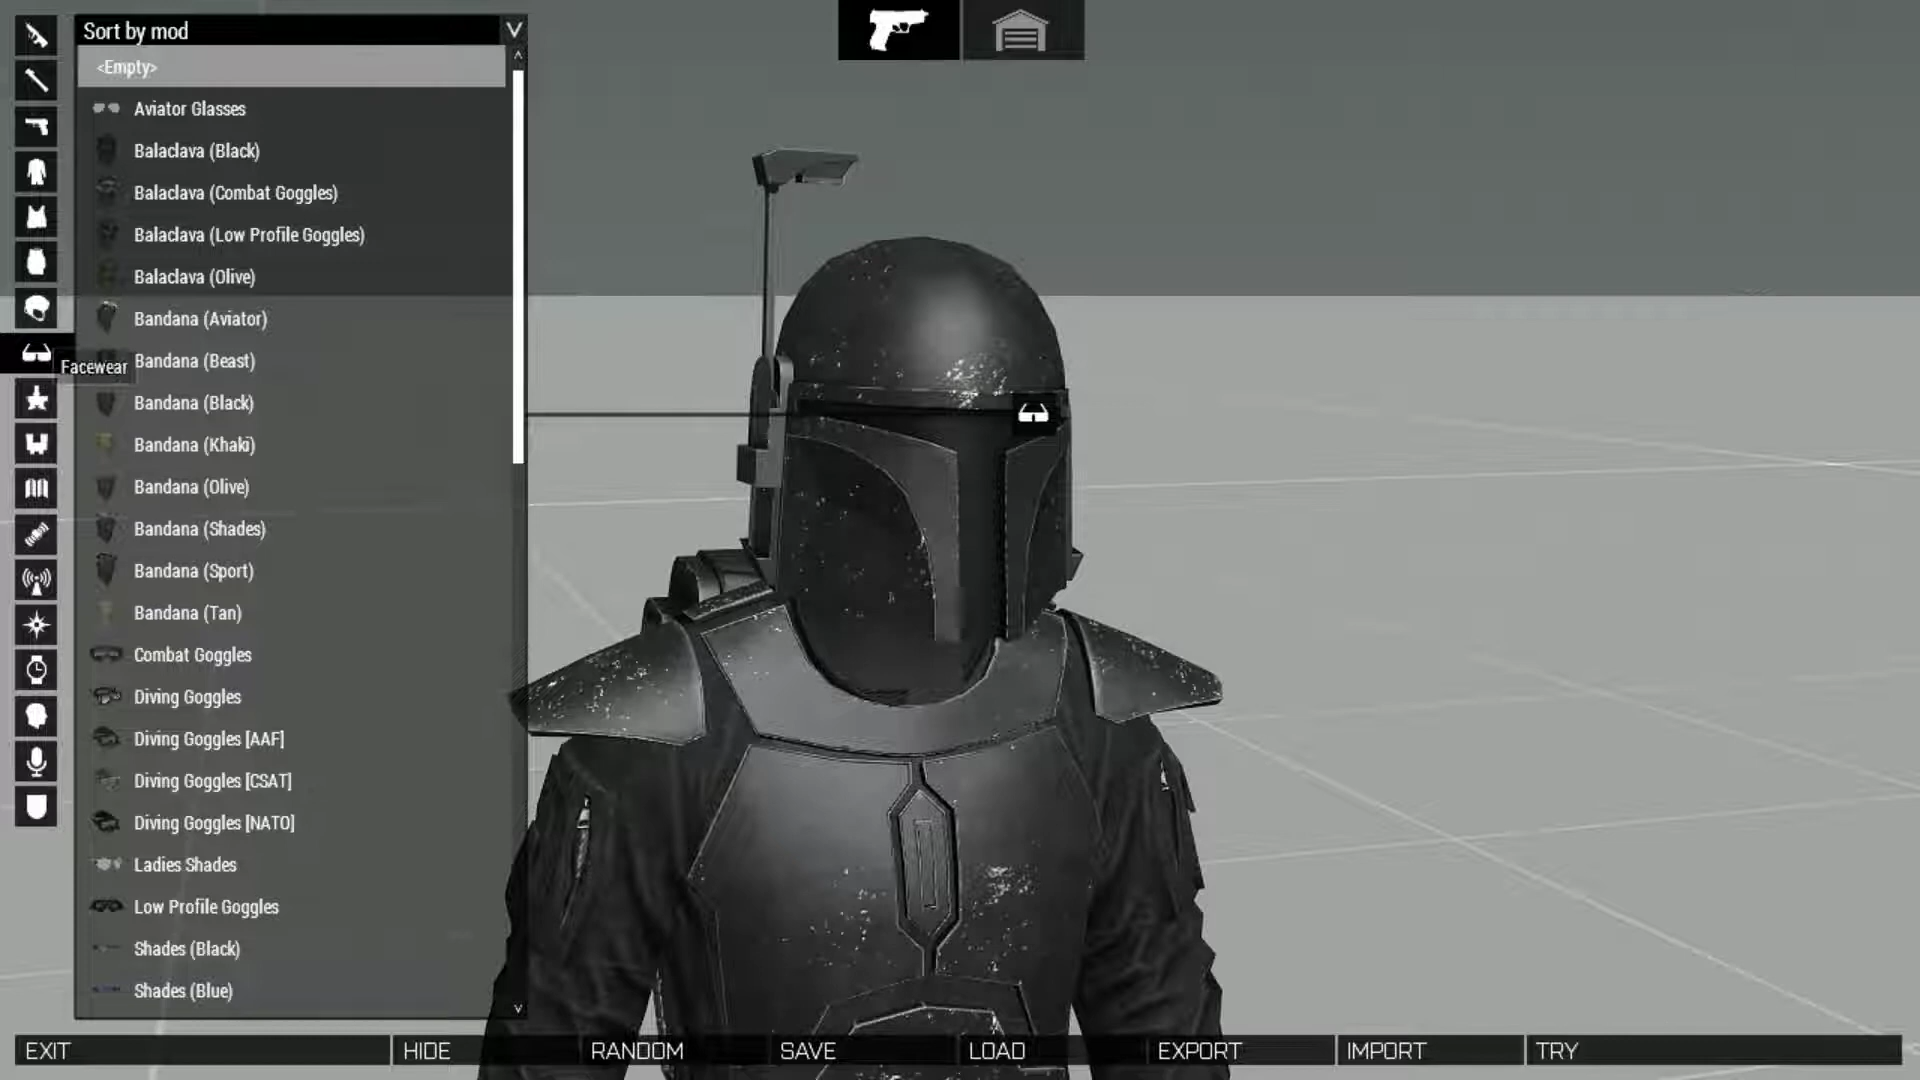 Sort by mod
<Empty>
Aviator Glasses
Balaclava (Black)
Balaclava (Combat Goggles)
Balaclava (Low Profile Goggles)
Balaclava (Olive)
Bandana (Aviator)
Bandana (Beast)
Facewear
Bandana (Black)
Bandana (Khaki)
Bandana (Olive)
Bandana (Shades)
Bandana (Sport)
Bandana (Tan)
Combat Goggles
Diving Goggles
Diving Goggles [AAF]
Diving Goggles [CSAT]
Diving Goggles [NATO]
Ladies Shades
Low Profile Goggles
Shades (Black)
Shades (Blue)
EXIT HIDE RANDOM SAVE LOAD EXPORT IMPORT TRY